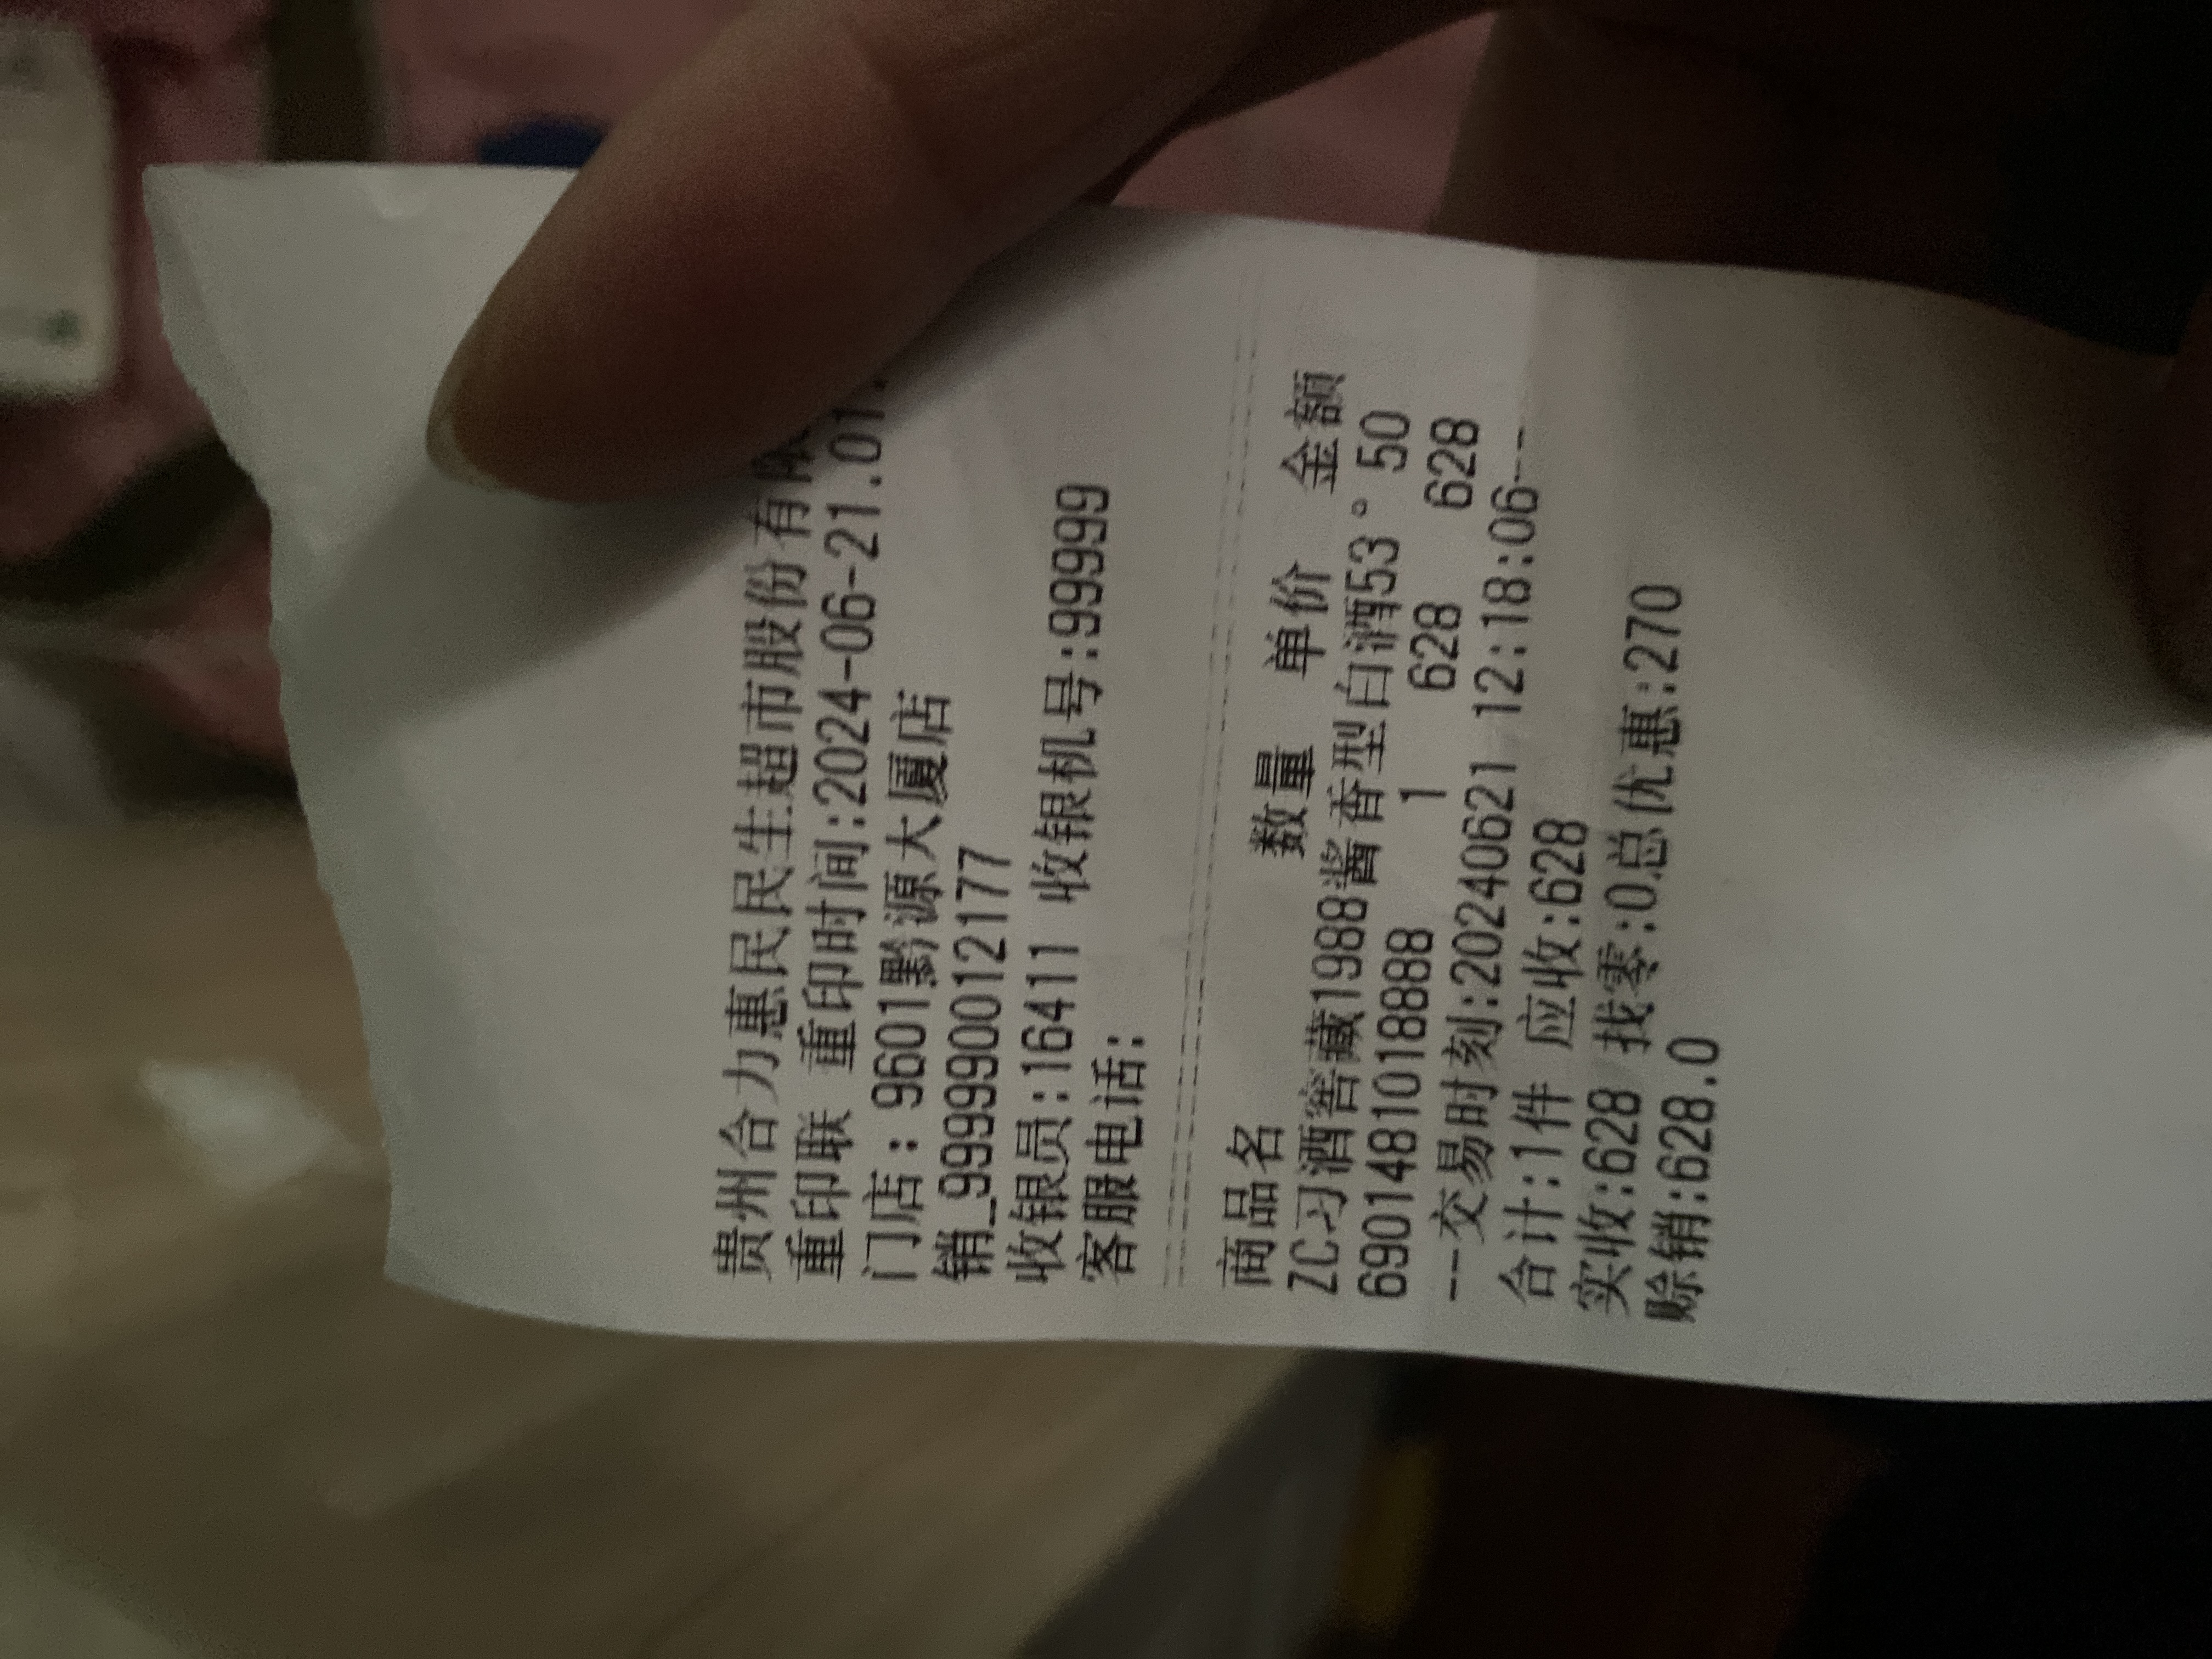 贵州合力惠民民生超市股份有限
重印联 重印时间:2024-06-21.01.
门店: 9601黔源大厦店
销_999990012177
收银员:16411 收银机号:99999
客服电话:
商品名 数量 单价 金额
ZC习酒窖藏1988酱香型白酒53°50
6901481018888 1 628 628
---交易时刻:20240621 12:18:06---
合计:1件 应收:628
实收:628 找零:0总优惠:270
赊销:628.0